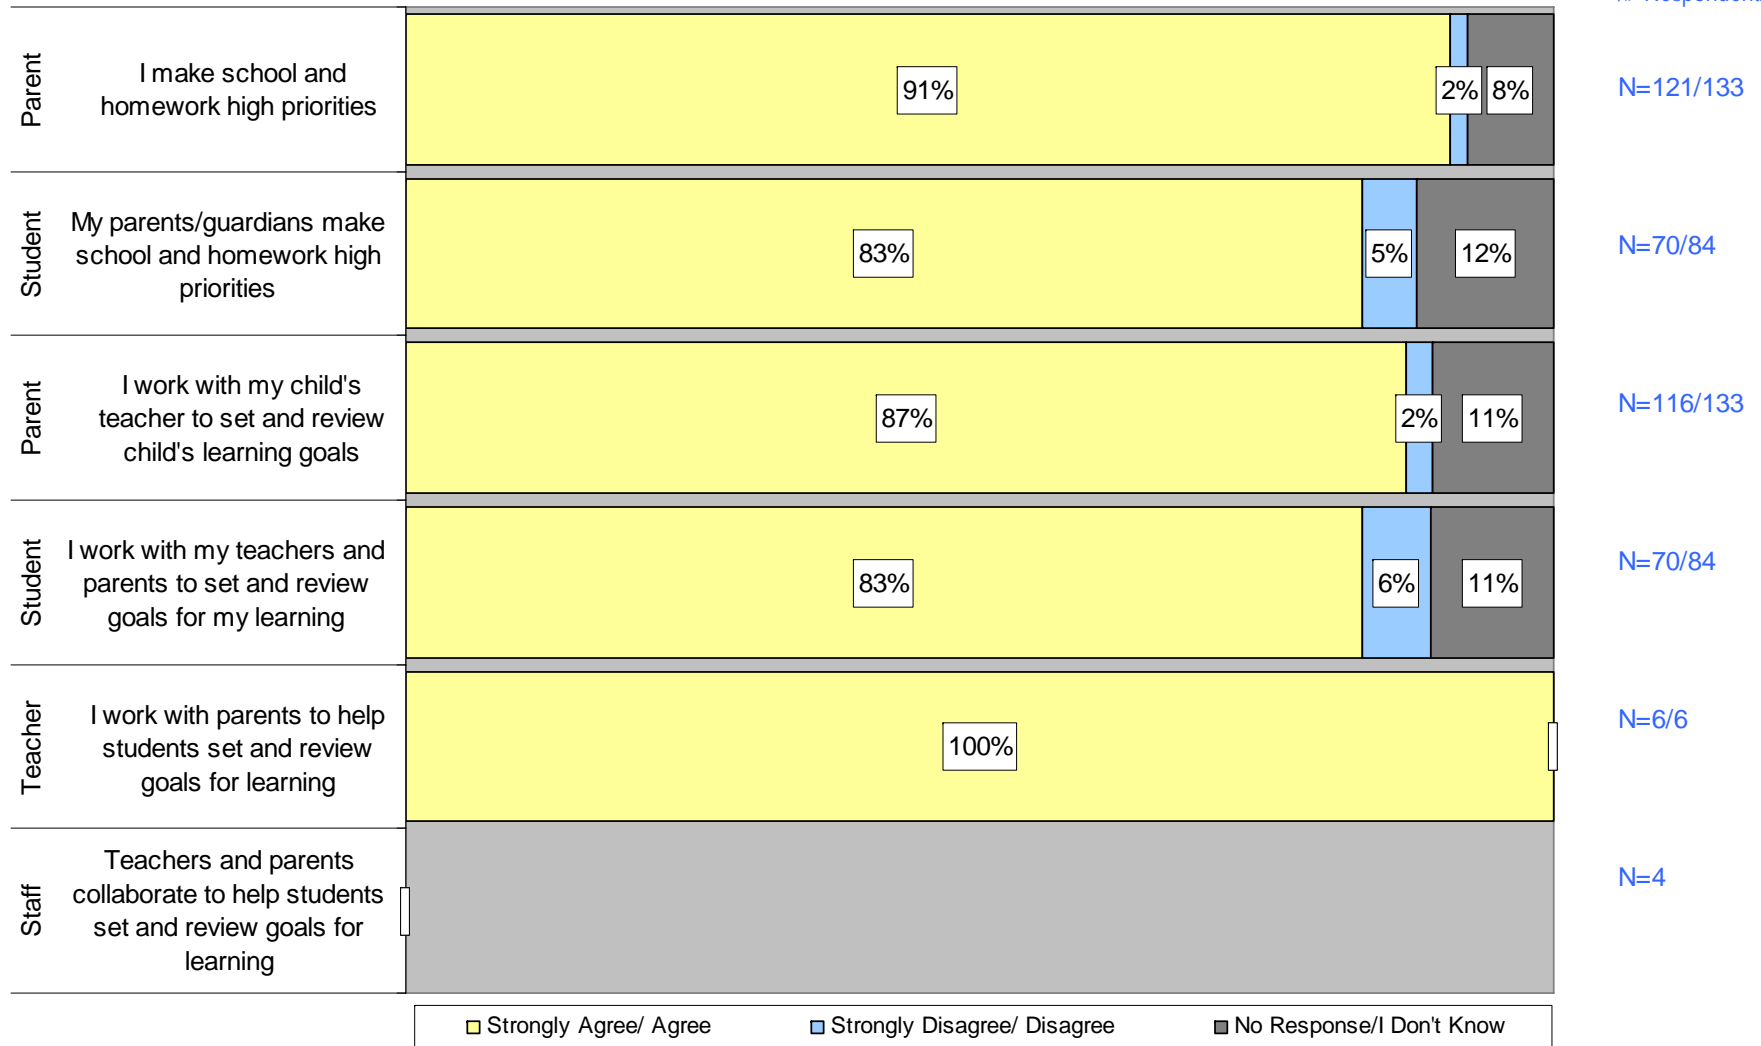 Parent
I make school and
homework high priorities
91%
2%
8%
N=121/133
Student
My parents/guardians make
school and homework high
priorities
83%
5%
12%
N=70/84
Parent
I work with my child's
teacher to set and review
child's learning goals
87%
2%
11%
N=116/133
Student
I work with my teachers and
parents to set and review
goals for my learning
83%
6%
11%
N=70/84
Teacher
I work with parents to help
students set and review
goals for learning
100%
N=6/6
Staff
Teachers and parents
collaborate to help students
set and review goals for
learning
N=4
Strongly Agree/ Agree
Strongly Disagree/ Disagree
No Response/I Don't Know